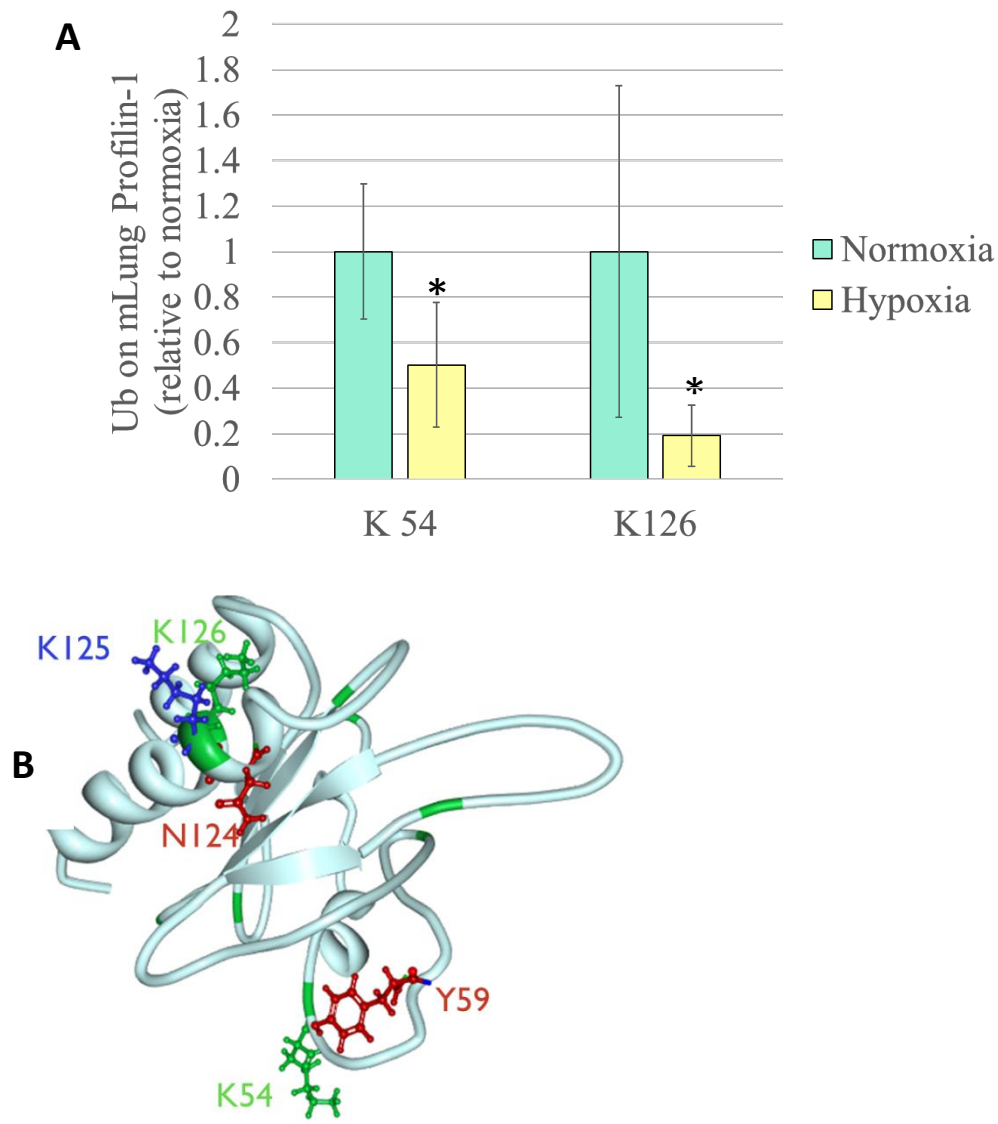 A
Ub on mLung Profilin-1
(relative to normoxia)
2
1.8
1.6
1.4
1.2
1
0.8
0.6
0.4
0.2
0
*
*
K 54
K126
Normoxia
Hypoxia
B
K125
K126
N124
Y59
K54